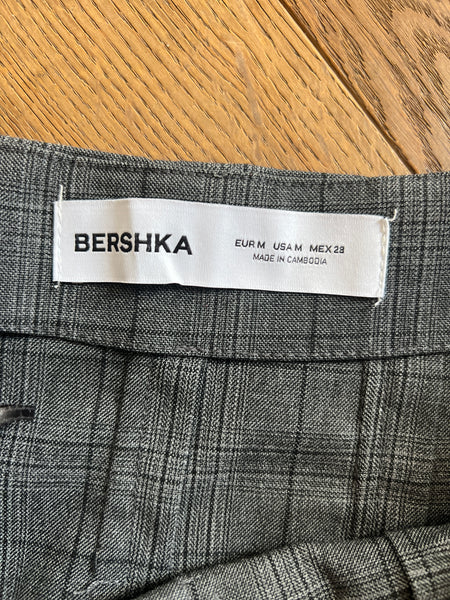 BERSHKA
EUR M USA M MEX 28
MADE IN CAMBODIA